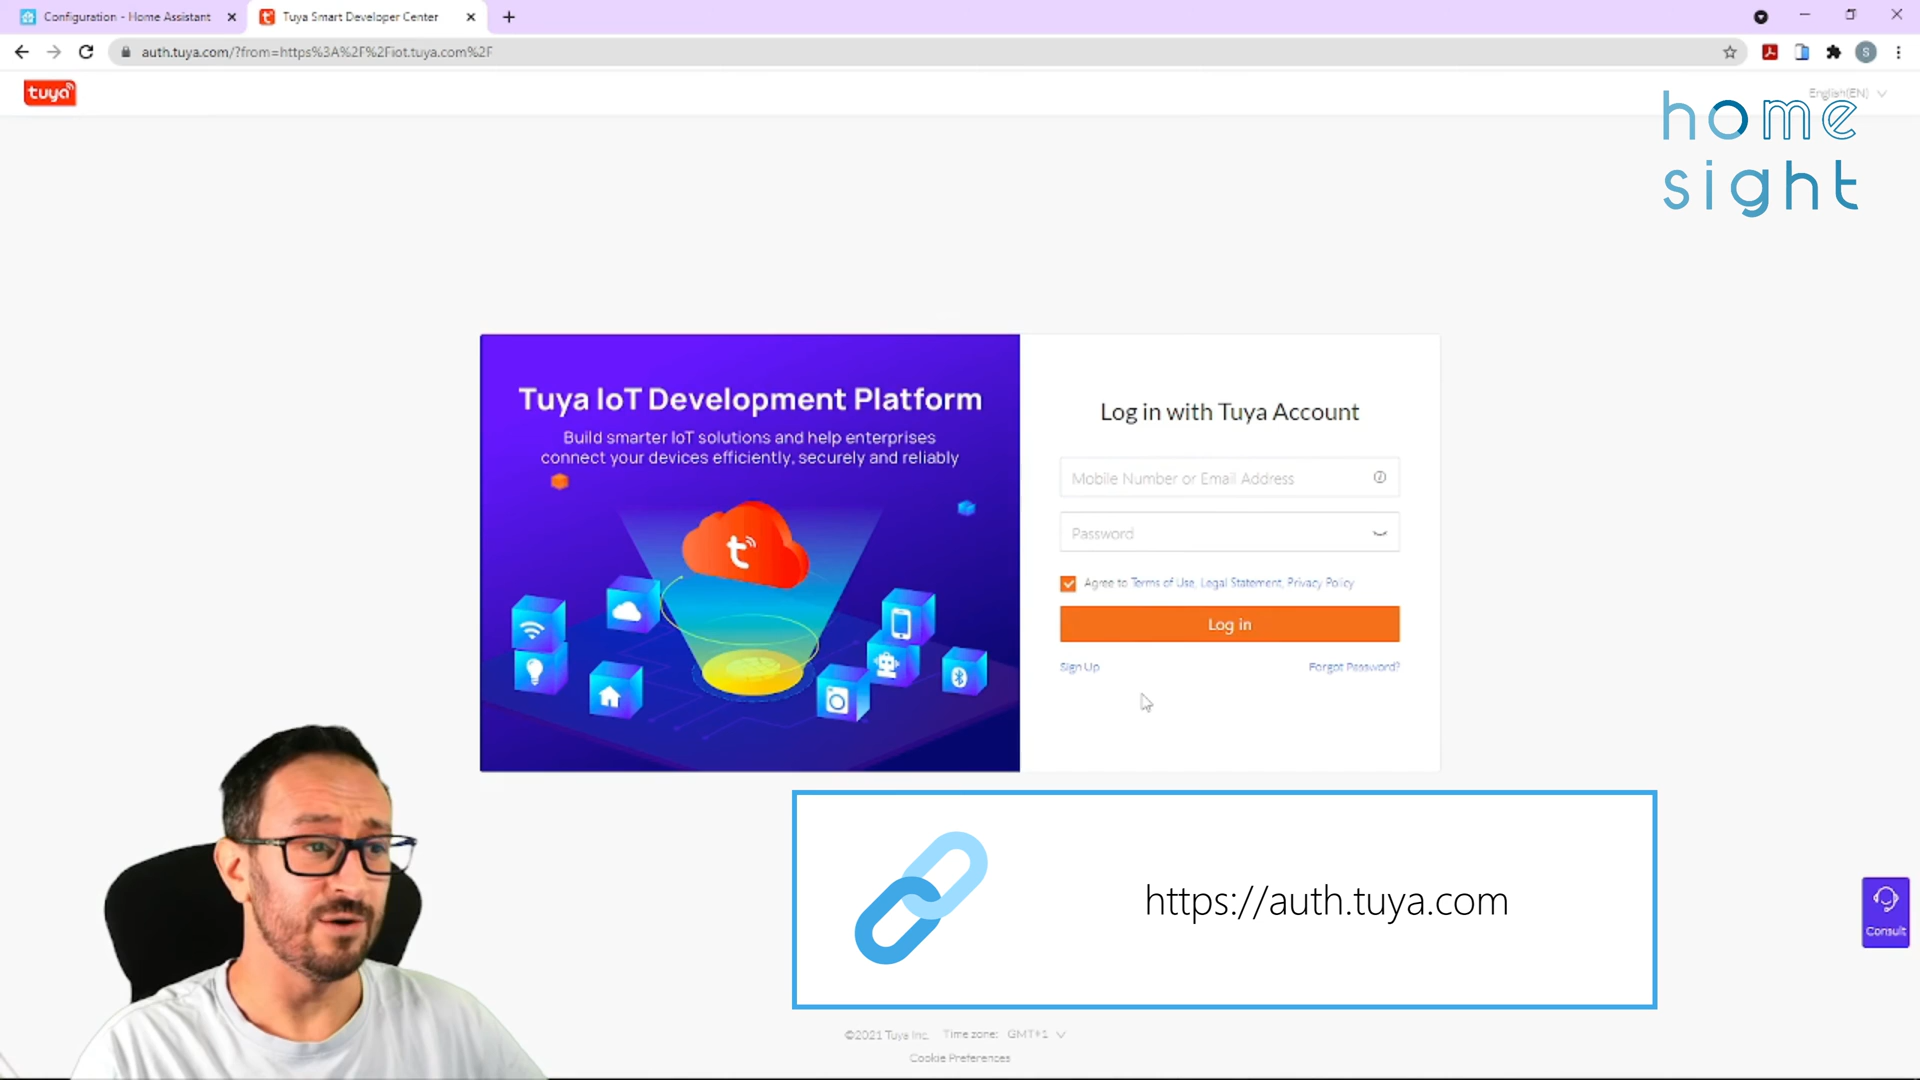 Configuration - Home Assistant
Tuya Smart Developer Center
auth.tuya.com/?from=https%3A%2F%2Fiot.tuya.com%2F
S
tuya
English(EN)
home
sight
Tuya IoT Development Platform
Build smarter IoT solutions and help enterprises
connect your devices efficiently, securely and reliably
t
Log in with Tuya Account
Mobile Number or Email Address
Password
Agree to Terms of Use, Legal Statement, Privacy Policy
Log in
Sign Up
Forgot Password?
https://auth.tuya.com
Consult
©2021 Tuya Inc.
Time zone: GMT+1
Cookie Preferences